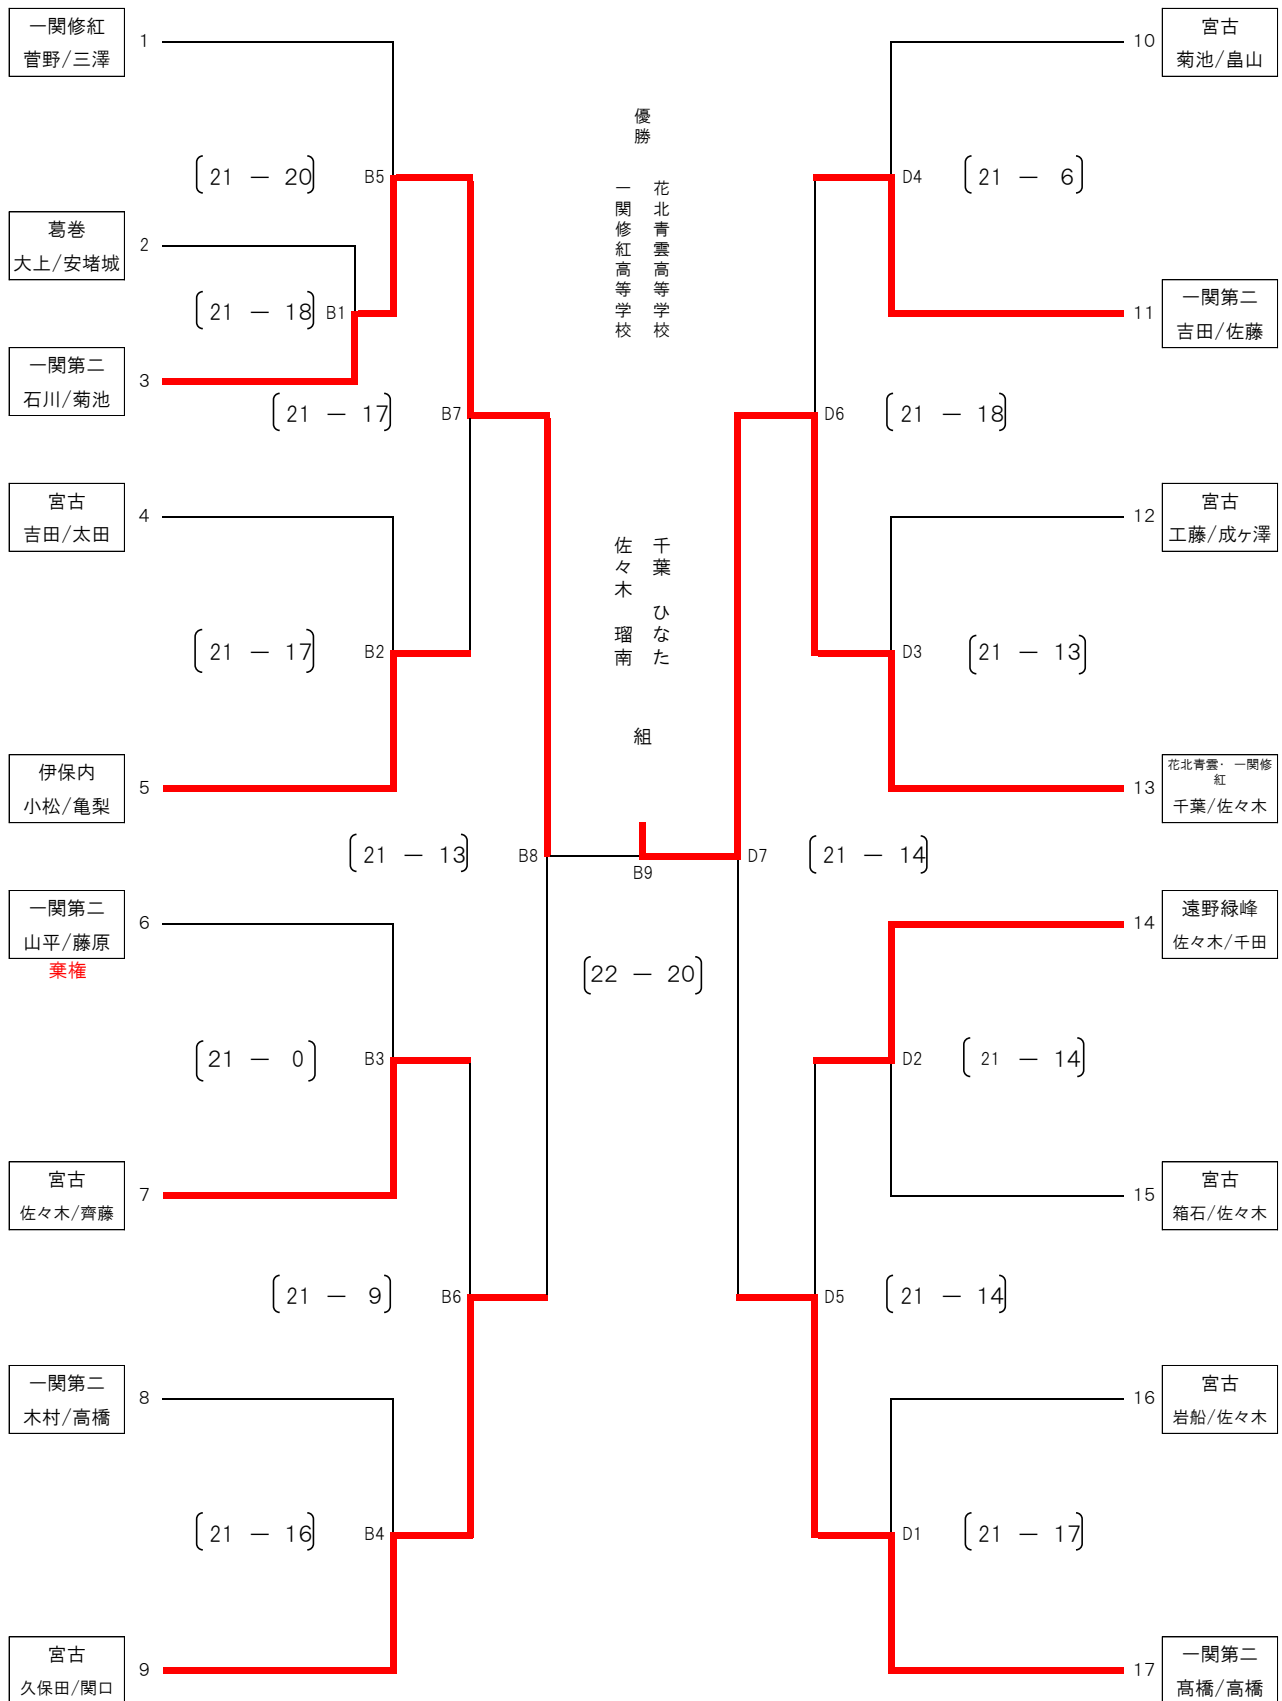 一関修紅
菅野/三澤
1
葛巻
大上/安堵城
2
一関第二
石川/菊池
3
宮古
吉田/太田
4
伊保内
小松/亀梨
5
一関第二
山平/藤原
6
棄権
宮古
佐々木/齊藤
7
一関第二
木村/高橋
8
宮古
久保田/関口
9
21 － 20
B5
21 － 18
B1
21 － 17
B7
21 － 17
B2
21 － 13
B8
21 － 0
B3
21 － 9
B6
21 － 16
B4
優勝
花北青雲高等学校
一関修紅高等学校
千葉 ひなた
佐々木 瑠南
組
B9
22 － 20
D4
21 － 6
D6
21 － 18
D3
21 － 13
D7
21 － 14
D2
21 － 14
D5
21 － 14
D1
21 － 17
10
宮古
菊池/畠山
11
一関第二
吉田/佐藤
12
宮古
工藤/成ヶ澤
13
花北青雲・ 一関修
紅
千葉/佐々木
14
遠野緑峰
佐々木/千田
15
宮古
箱石/佐々木
16
宮古
岩船/佐々木
17
一関第二
髙橋/高橋